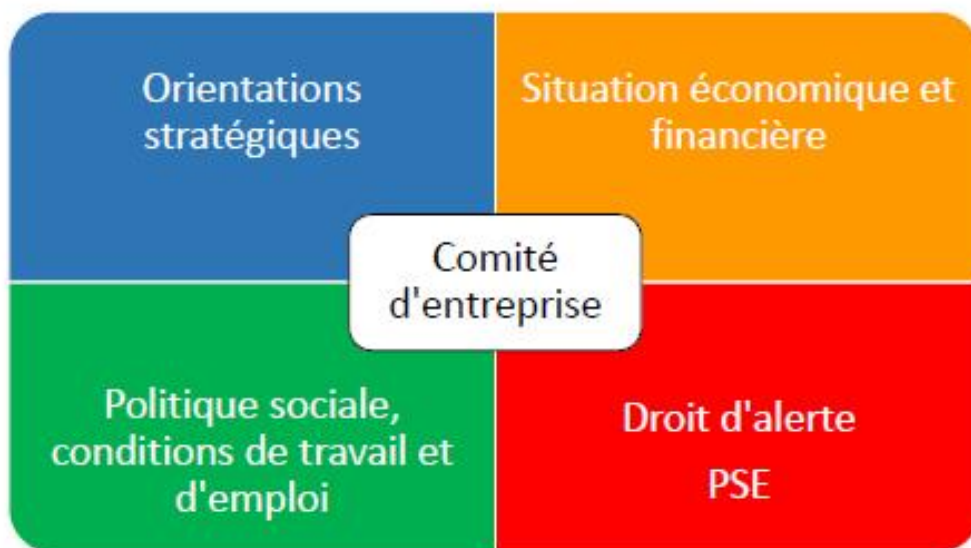 Orientations
stratégiques
Situation économique et
financière
Comité
d'entreprise
Politique sociale,
conditions de travail et
d'emploi
Droit d'alerte
PSE